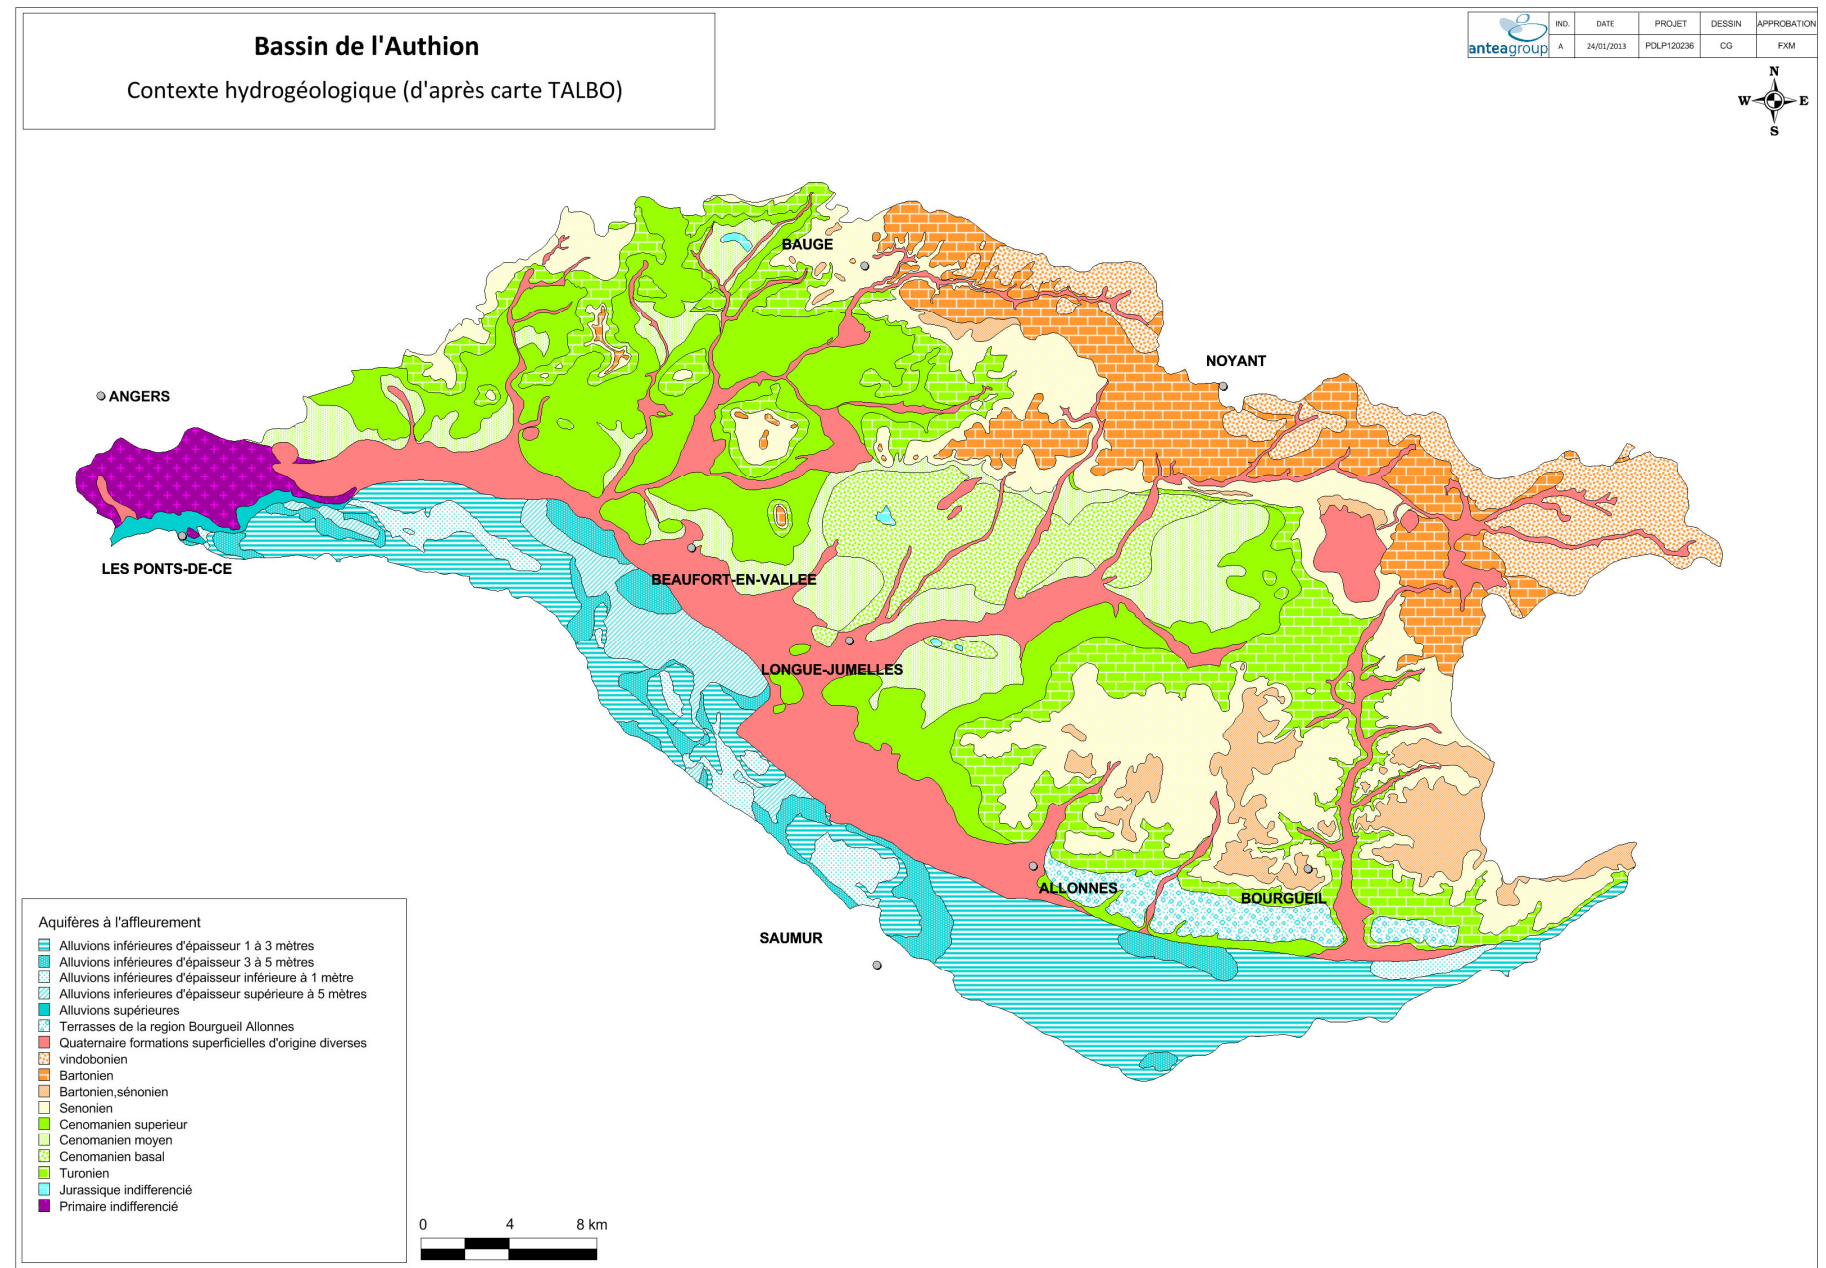 Bassin de l'Authion
Contexte hydrogéologique (d'après carte TALBO)
anteagroup
IND. DATE PROJET DESSIN APPROBATION
A 24/01/2013 PDLP120236 CG FXM
N
W E
S
BAUGE
NOYANT
ANGERS
LES PONTS-DE-CE
BEAUFORT-EN-VALLEE
LONGUE-JUMELLES
ALLONNES
BOURGUEIL
SAUMUR
Aquifères à l'affleurement
Alluvions inférieures d'épaisseur 1 à 3 mètres
Alluvions inférieures d'épaisseur 3 à 5 mètres
Alluvions inférieures d'épaisseur inférieure à 1 mètre
Alluvions inferieures d'épaisseur supérieure à 5 mètres
Alluvions supérieures
Terrasses de la region Bourgueil Allonnes
Quaternaire formations superficielles d'origine diverses
vindobonien
Bartonien
Bartonien,sénonien
Senonien
Cenomanien superieur
Cenomanien moyen
Cenomanien basal
Turonien
Jurassique indifferencié
Primaire indifferencié
0 4 8 km